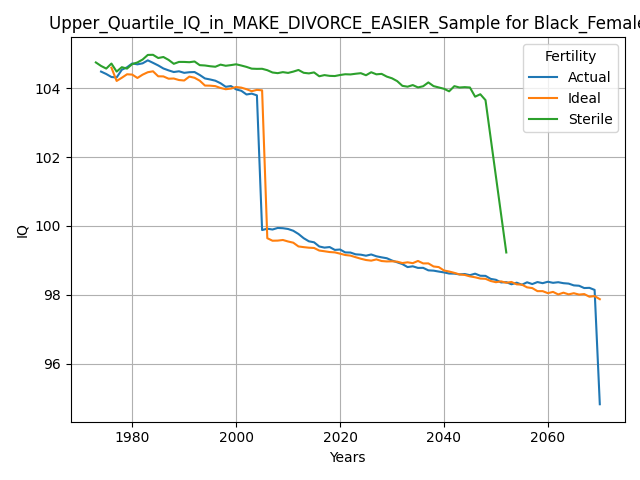 Upper_Quartile_IQ_in_MAKE_DIVORCE_EASIER_Sample for Black_Female
Fertility
Actual
Ideal
Sterile
104
102
100
98
96
IQ
1980
2000
2020
2040
2060
Years